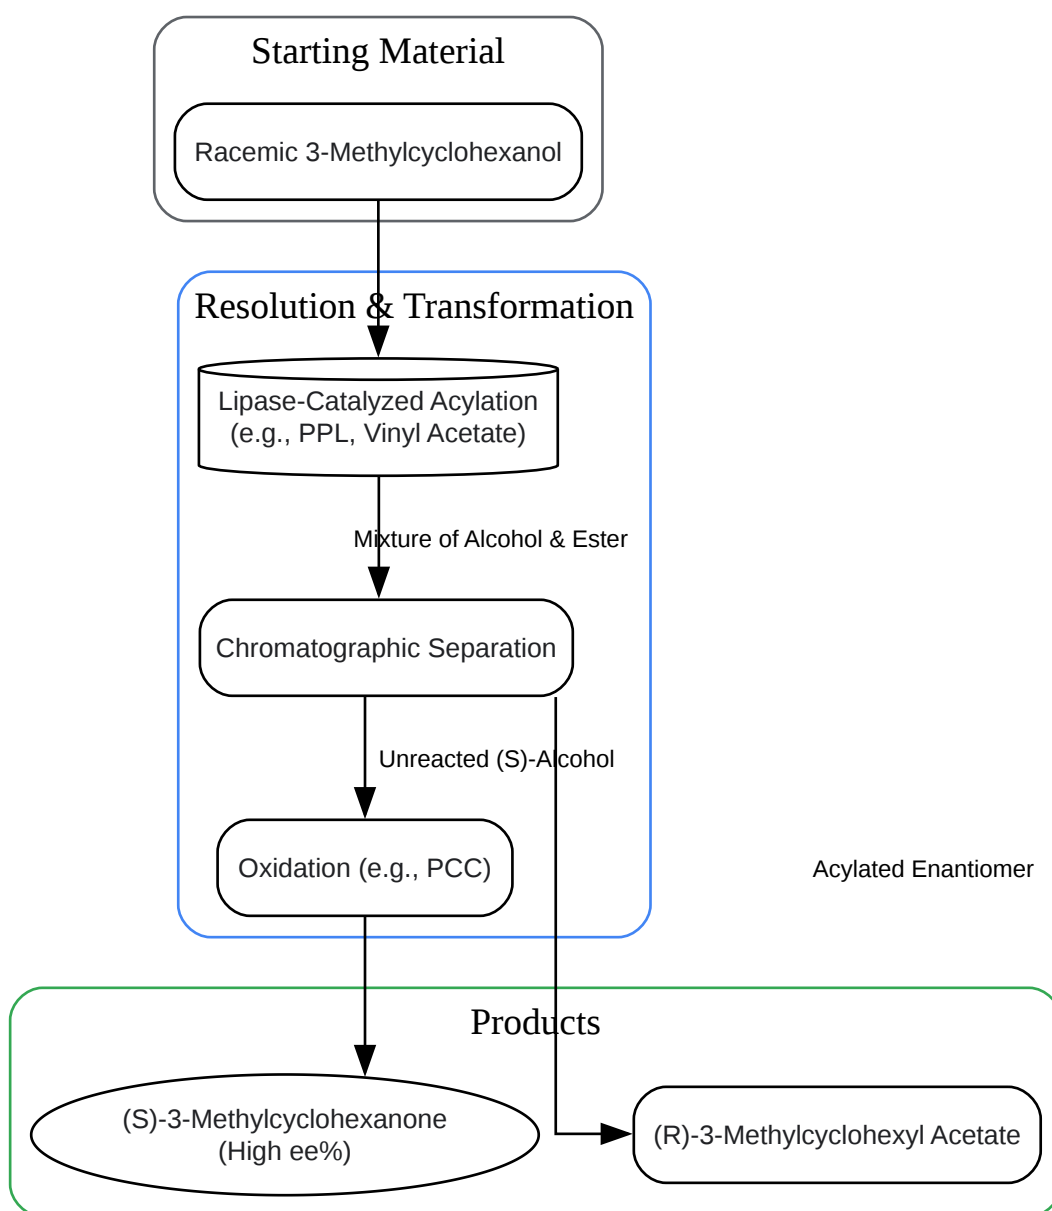 Starting Material
Racemic 3-Methylcyclohexanol
Resolution & Transformation
Lipase-Catalyzed Acylation
(e.g., PPL, Vinyl Acetate)
Mixture of Alcohol & Ester
Chromatographic Separation
Unreacted (S)-Alcohol
Oxidation (e.g., PCC)
Acylated Enantiomer
Products
(S)-3-Methylcyclohexanone
(High ee%)
(R)-3-Methylcyclohexyl Acetate